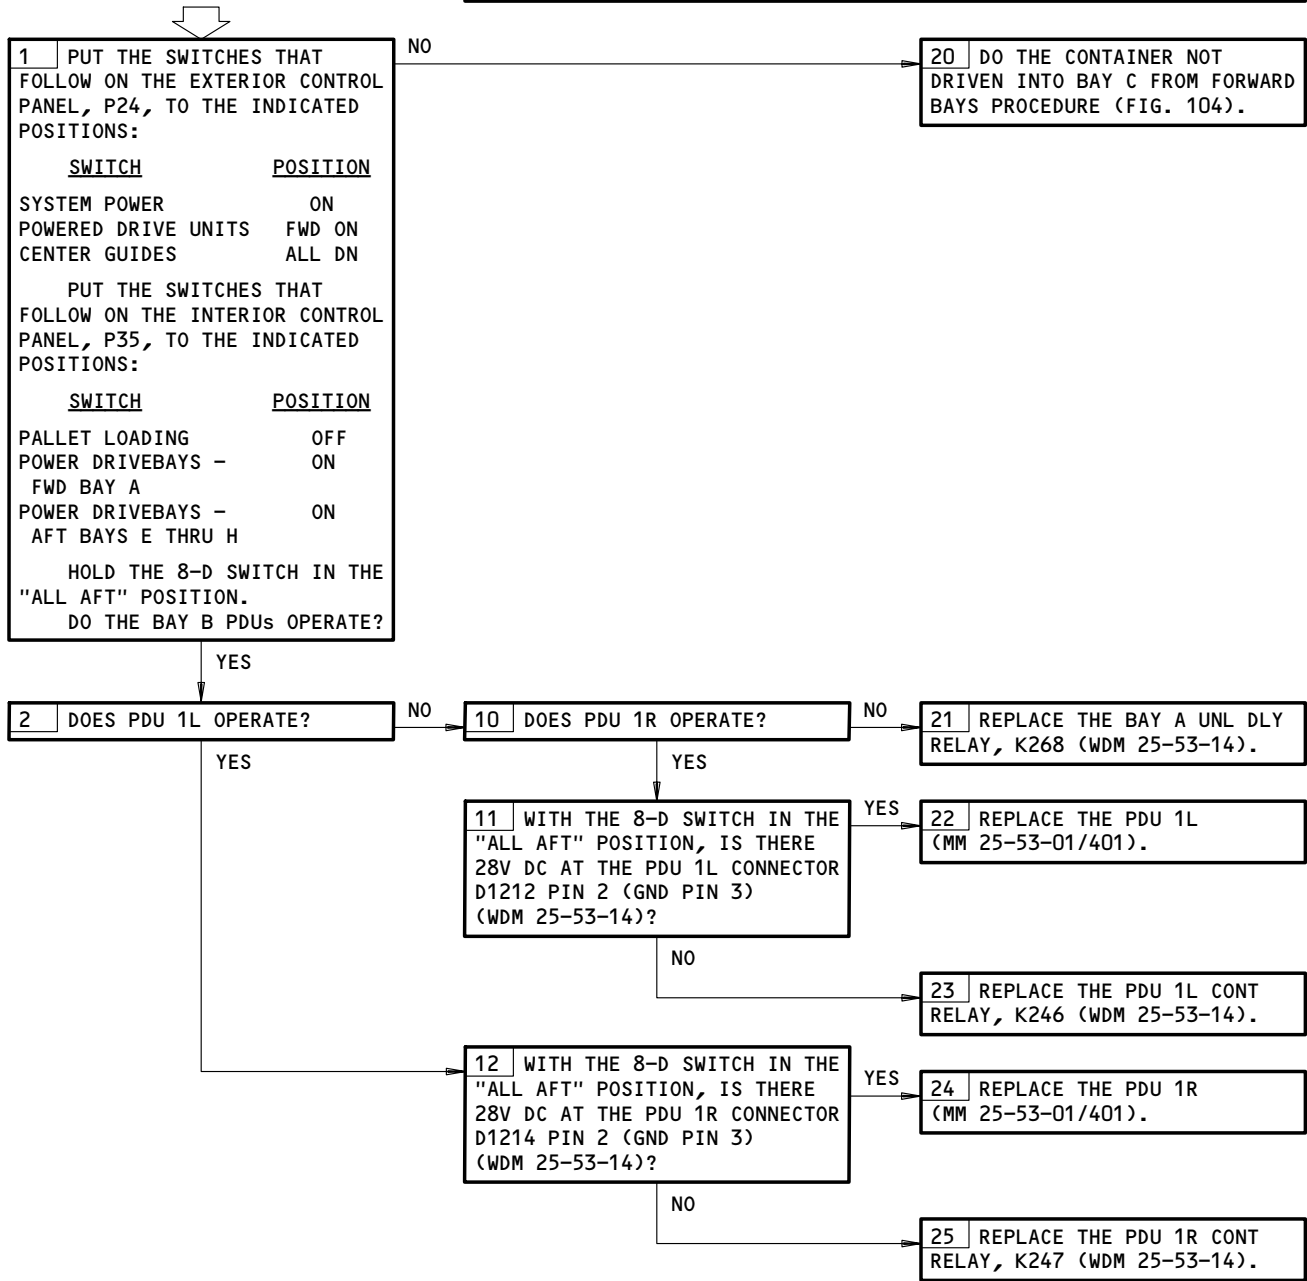 1 PUT THE SWITCHES THAT
FOLLOW ON THE EXTERIOR CONTROL
PANEL, P24, TO THE INDICATED
POSITIONS:
SWITCH POSITION
SYSTEM POWER ON
POWERED DRIVE UNITS FWD ON
CENTER GUIDES ALL DN
PUT THE SWITCHES THAT
FOLLOW ON THE INTERIOR CONTROL
PANEL, P35, TO THE INDICATED
POSITIONS:
SWITCH POSITION
PALLET LOADING OFF
POWER DRIVEBAYS – ON
FWD BAY A
POWER DRIVEBAYS – ON
AFT BAYS E THRU H
HOLD THE 8-D SWITCH IN THE
"ALL AFT" POSITION.
DO THE BAY B PDUs OPERATE?
NO
20 DO THE CONTAINER NOT
DRIVEN INTO BAY C FROM FORWARD
BAYS PROCEDURE (FIG. 104).
YES
2 DOES PDU 1L OPERATE?
NO
10 DOES PDU 1R OPERATE?
NO
21 REPLACE THE BAY A UNL DLY
RELAY, K268 (WDM 25-53-14).
YES
YES
11 WITH THE 8-D SWITCH IN THE
"ALL AFT" POSITION, IS THERE
28V DC AT THE PDU 1L CONNECTOR
D1212 PIN 2 (GND PIN 3)
(WDM 25-53-14)?
YES
22 REPLACE THE PDU 1L
(MM 25-53-01/401).
NO
23 REPLACE THE PDU 1L CONT
RELAY, K246 (WDM 25-53-14).
12 WITH THE 8-D SWITCH IN THE
"ALL AFT" POSITION, IS THERE
28V DC AT THE PDU 1R CONNECTOR
D1214 PIN 2 (GND PIN 3)
(WDM 25-53-14)?
YES
24 REPLACE THE PDU 1R
(MM 25-53-01/401).
NO
25 REPLACE THE PDU 1R CONT
RELAY, K247 (WDM 25-53-14).